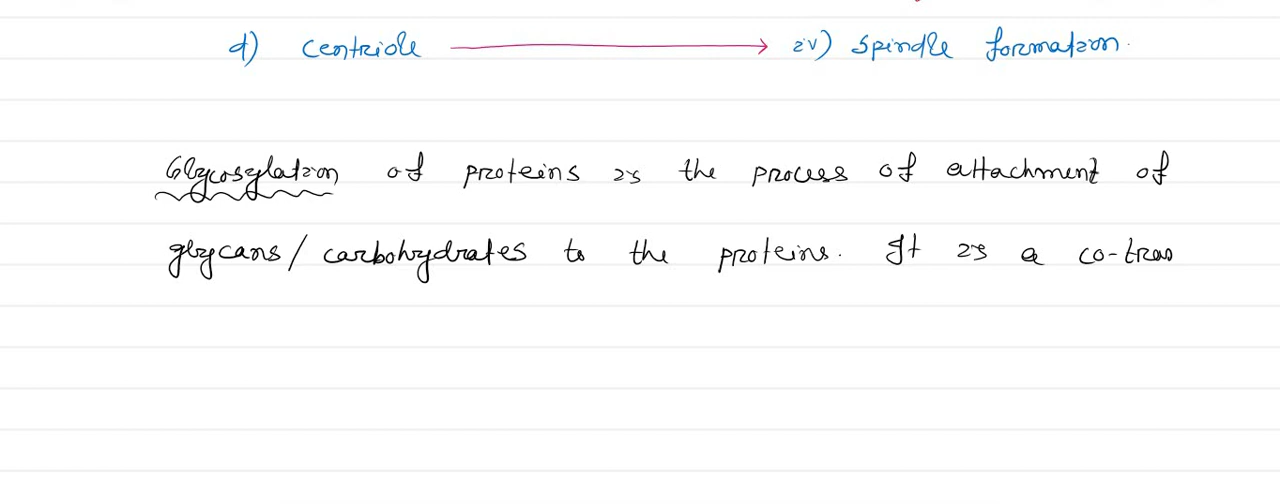 d) Centriole → iv) Spindle formation.
Glycosylation of proteins is the process of attachment of
glycans/ carbohydrates to the proteins. It is a co-tran